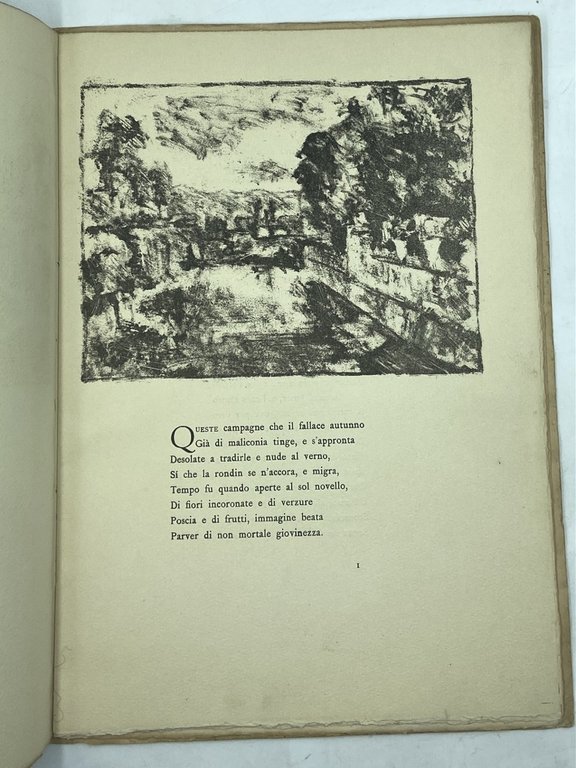 QUESTE campagne che il fallace autunno
Già di maliconia tinge, e s'appronta
Desolate a tradirle e nude al verno,
Sí che la rondin se n'accora, e migra,
Tempo fu quando aperte al sol novello,
Di fiori incoronate e di verzure
Poscia e di frutti, immagine beata
Parver di non mortale giovinezza.
1